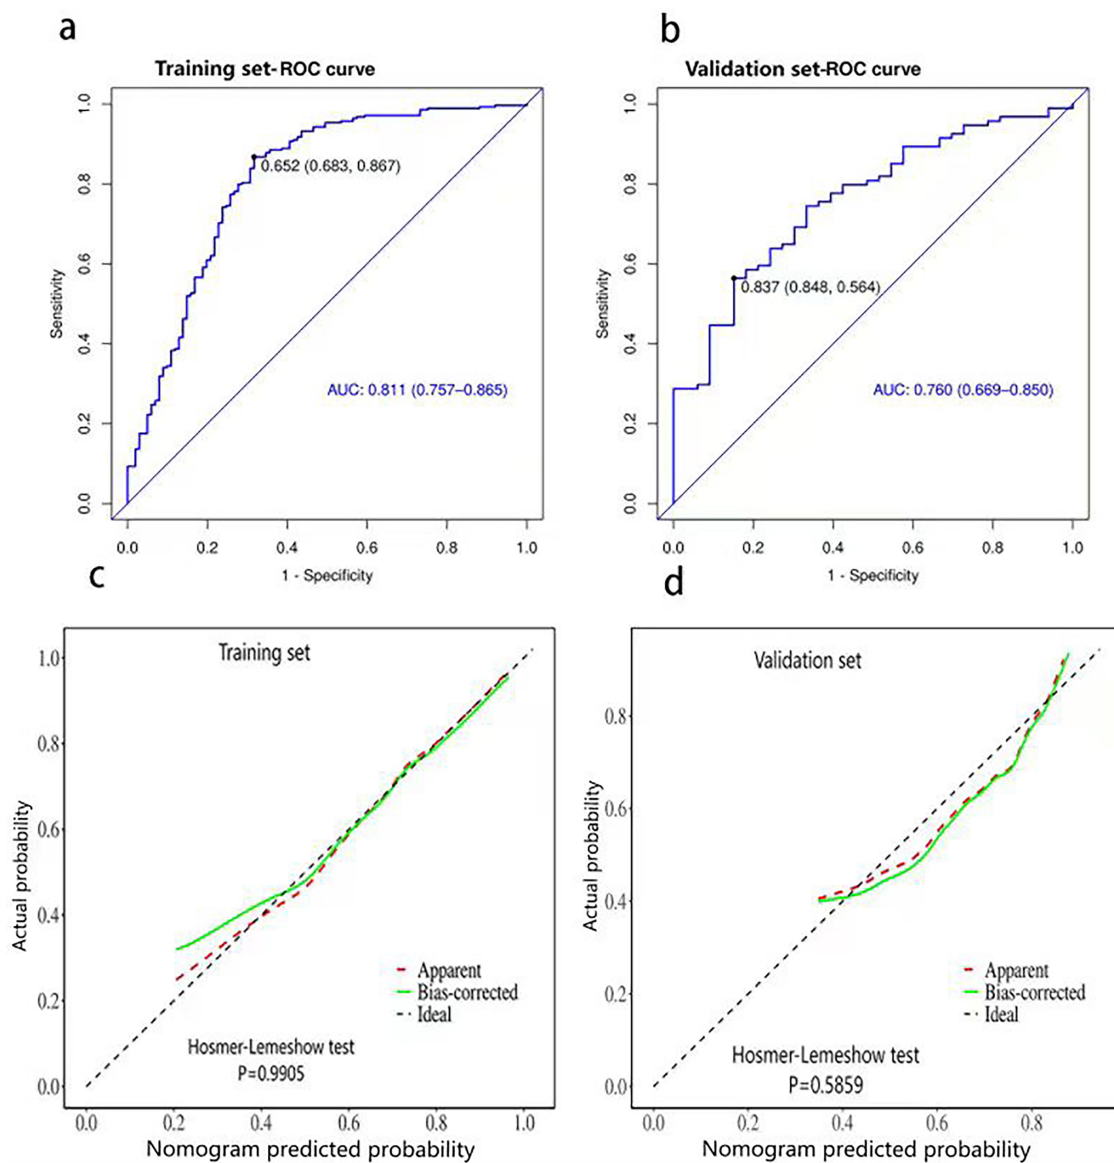 a
Training set-ROC curve
Sensitivity
0.0
0.2
0.4
0.6
0.8
1.0
0.652 (0.683, 0.867)
AUC: 0.811 (0.757–0.865)
0.0 0.2 0.4 0.6 0.8 1.0
1 - Specificity
b
Validation set-ROC curve
Sensitivity
0.0
0.2
0.4
0.6
0.8
1.0
0.837 (0.848, 0.564)
AUC: 0.760 (0.669–0.850)
0.0 0.2 0.4 0.6 0.8 1.0
1 - Specificity
c
Training set
Actual probability
1.0
0.8
0.6
0.4
0.2
0.0
Apparent
Bias-corrected
Ideal
Hosmer-Lemeshow test
P=0.9905
0.0 0.2 0.4 0.6 0.8 1.0
Nomogram predicted probability
d
Validation set
Actual probability
0.8
0.6
0.4
0.2
0.0
Apparent
Bias-corrected
Ideal
Hosmer-Lemeshow test
P=0.5859
0.0 0.2 0.4 0.6 0.8
Nomogram predicted probability